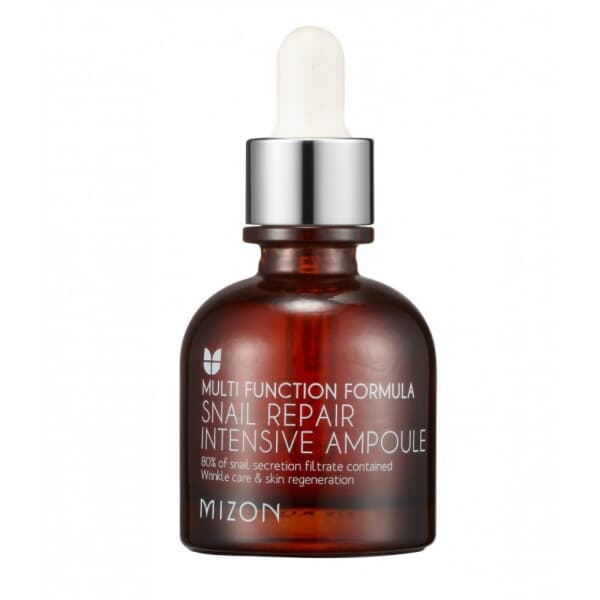 MULTI FUNCTION FORMULA
SNAIL REPAIR
INTENSIVE AMPOULE
80% of snail secretion filtrate contained
Wrinkle care & skin regeneration
MIZON